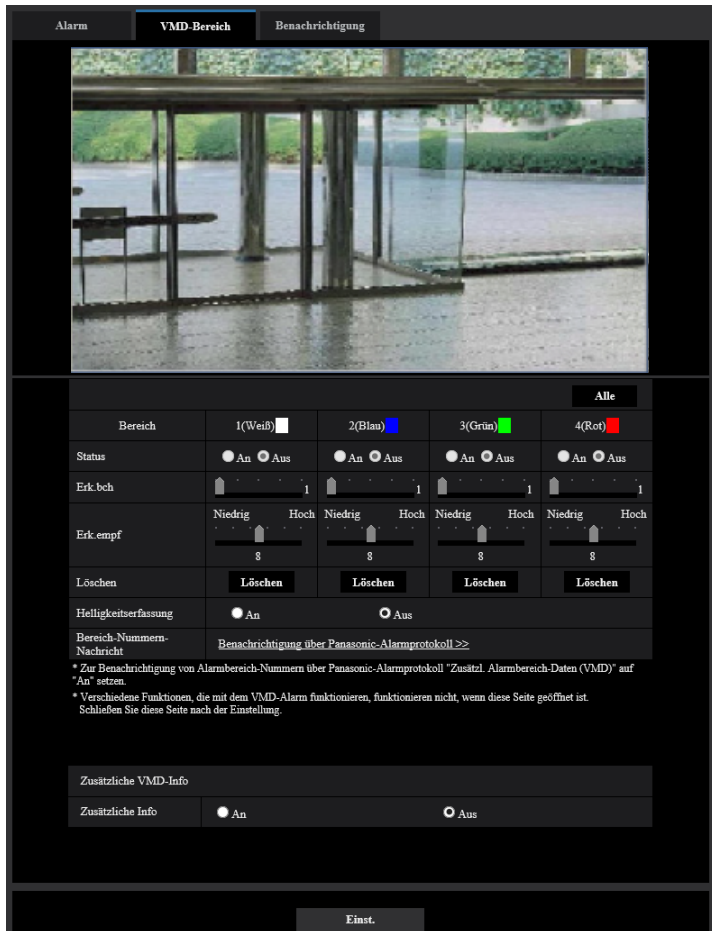 Alarm VMD-Bereich Benachrichtigung
Alle
Bereich 1(Weiß) 2(Blau) 3(Grün) 4(Rot)
Status An Aus An Aus An Aus An Aus
Erk.bch 1 1 1 1
Niedrig Hoch Niedrig Hoch Niedrig Hoch Niedrig Hoch
Erk.empf
8 8 8 8
Löschen Löschen Löschen Löschen Löschen
Helligkeitserfassung An Aus
Bereich-Nummern-
Nachricht Benachrichtigung über Panasonic-Alarmprotokoll >>
* Zur Benachrichtigung von Alarmbereich-Nummern über Panasonic-Alarmprotokoll "Zusätzl. Alarmbereich-Daten (VMD)" auf
"An" setzen.
* Verschiedene Funktionen, die mit dem VMD-Alarm funktionieren, funktionieren nicht, wenn diese Seite geöffnet ist.
Schließen Sie diese Seite nach der Einstellung.
Zusätzliche VMD-Info
Zusätzliche Info An Aus
Einst.